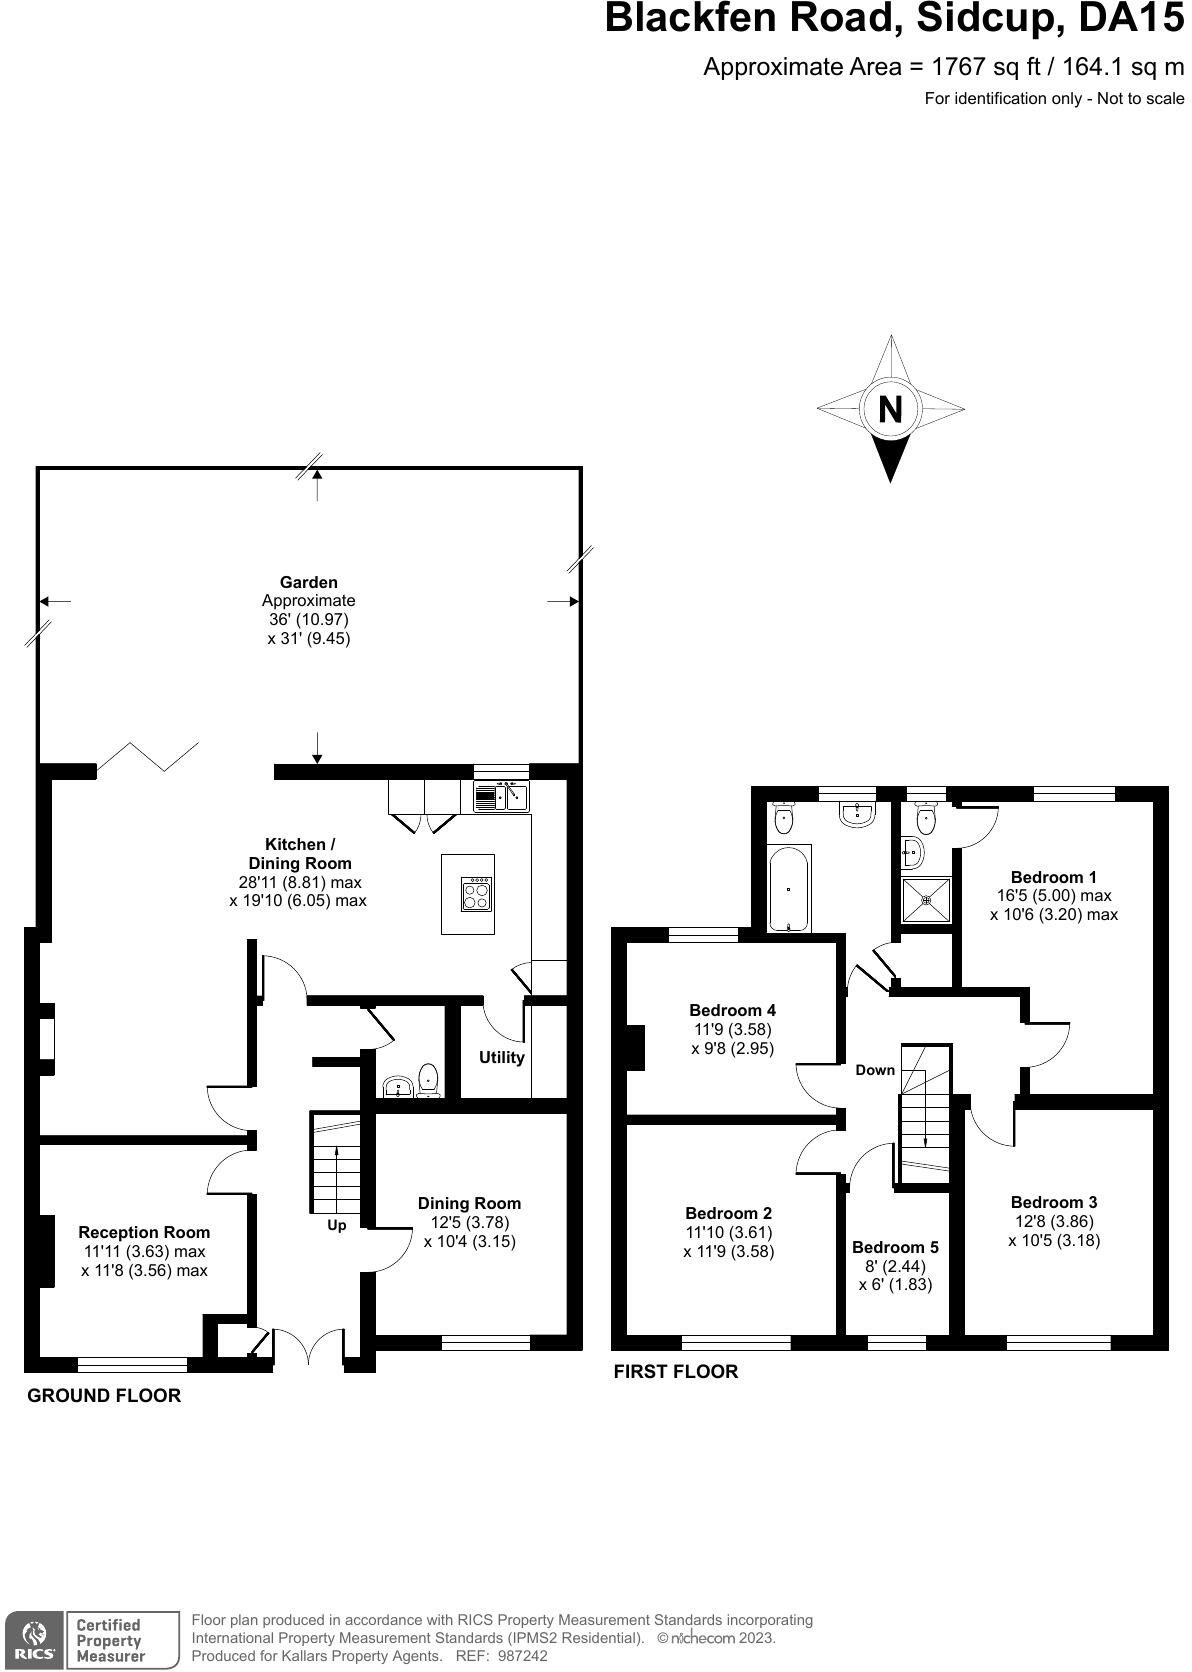 Blackfen Road, Sidcup, DA15
Approximate Area = 1767 sq ft / 164.1 sq m
For identification only - Not to scale
N
Garden
Approximate
36' (10.97)
x 31' (9.45)
Kitchen /
Dining Room
28'11 (8.81) max
x 19'10 (6.05) max
Utility
Up
Dining Room
12'5 (3.78)
x 10'4 (3.15)
Reception Room
11'11 (3.63) max
x 11'8 (3.56) max
GROUND FLOOR
Bedroom 1
16'5 (5.00) max
x 10'6 (3.20) max
Bedroom 4
11'9 (3.58)
x 9'8 (2.95)
Down
Bedroom 2
11'10 (3.61)
x 11'9 (3.58)
Bedroom 5
8' (2.44)
x 6' (1.83)
Bedroom 3
12'8 (3.86)
x 10'5 (3.18)
FIRST FLOOR
RICS
Certified
Property
Measurer
Floor plan produced in accordance with RICS Property Measurement Standards incorporating
International Property Measurement Standards (IPMS2 Residential). © nichecom 2023.
Produced for Kallars Property Agents. REF: 987242